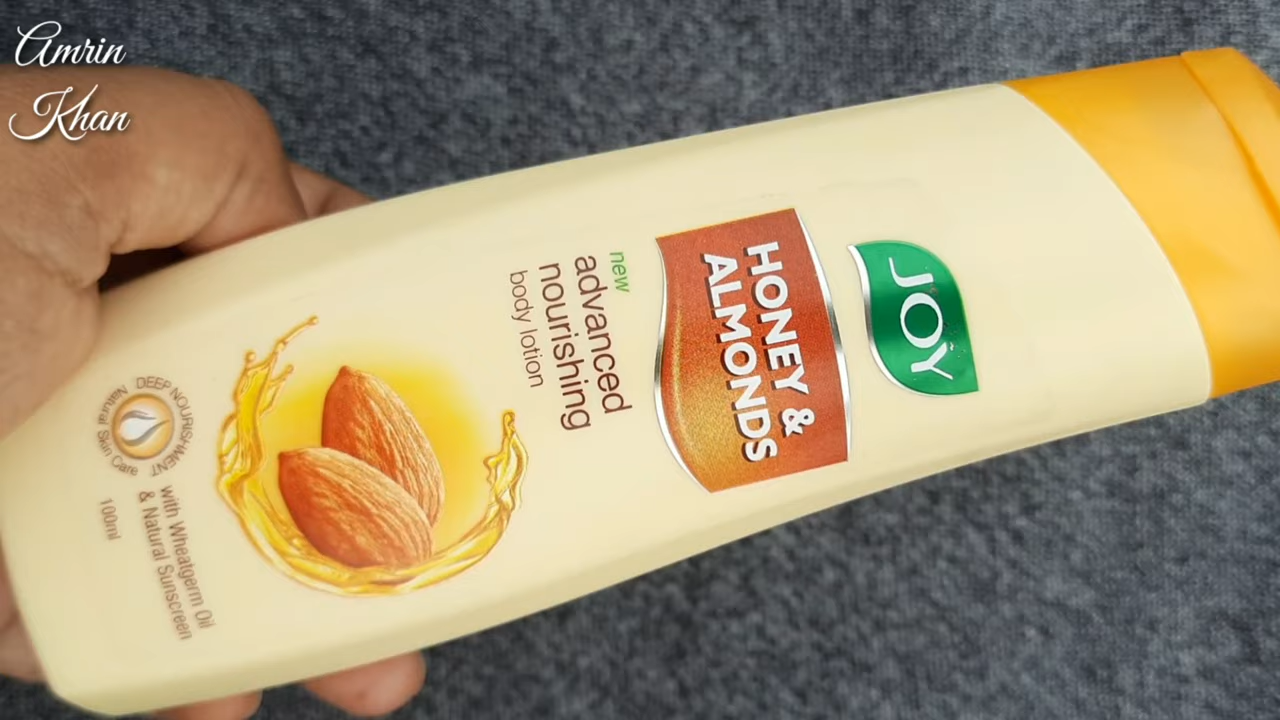 Amrin
Khan
JOY
HONEY &
ALMONDS
new
advanced
nourishing
body lotion
DEEP NOURISHMENT
Natural Skin Care
with Wheatgerm Oil
& Natural Sunscreen
100ml